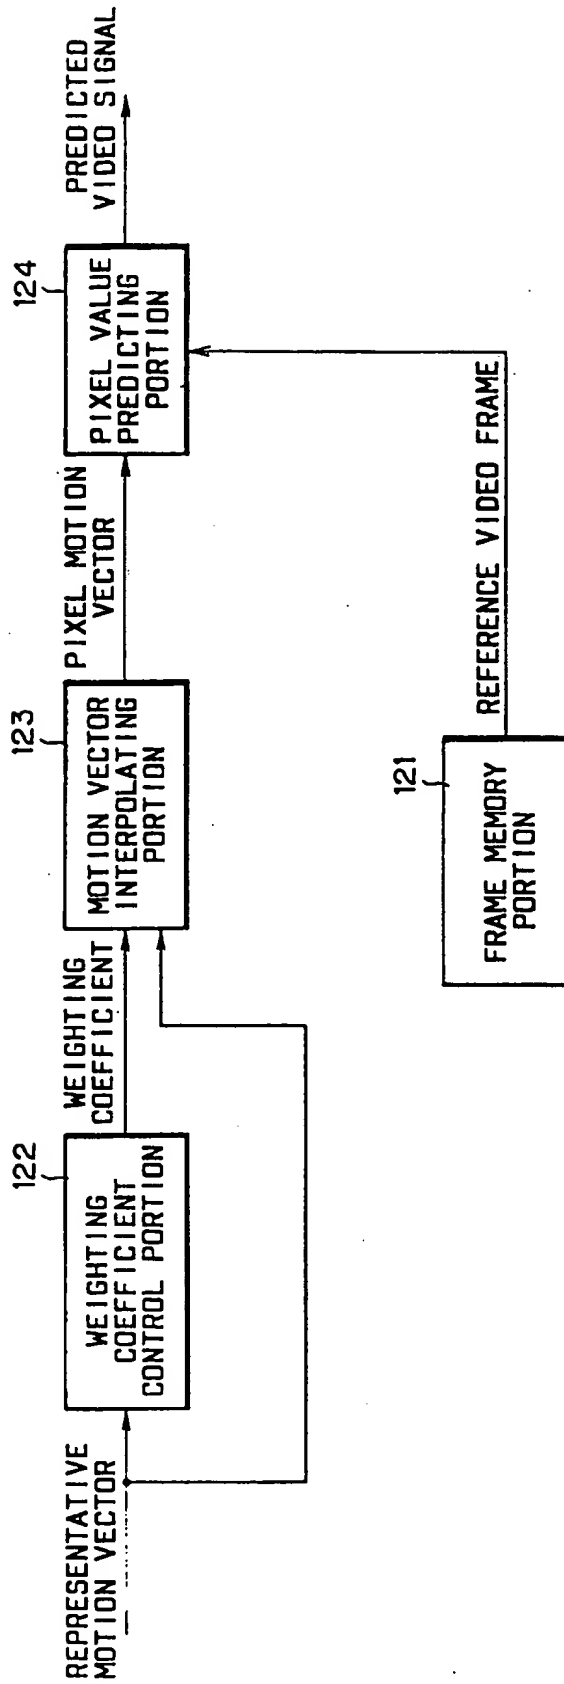 REPRESENTATIVE
MOTION VECTOR
122
WEIGHTING
COEFFICIENT
CONTROL PORTION
WEIGHTING
COEFFICIENT
123
MOTION VECTOR
INTERPOLATING
PORTION
PIXEL MOTION
VECTOR
124
PIXEL VALUE
PREDICTING
PORTION
PREDICTED
VIDEO SIGNAL
121
FRAME MEMORY
PORTION
REFERENCE VIDEO FRAME